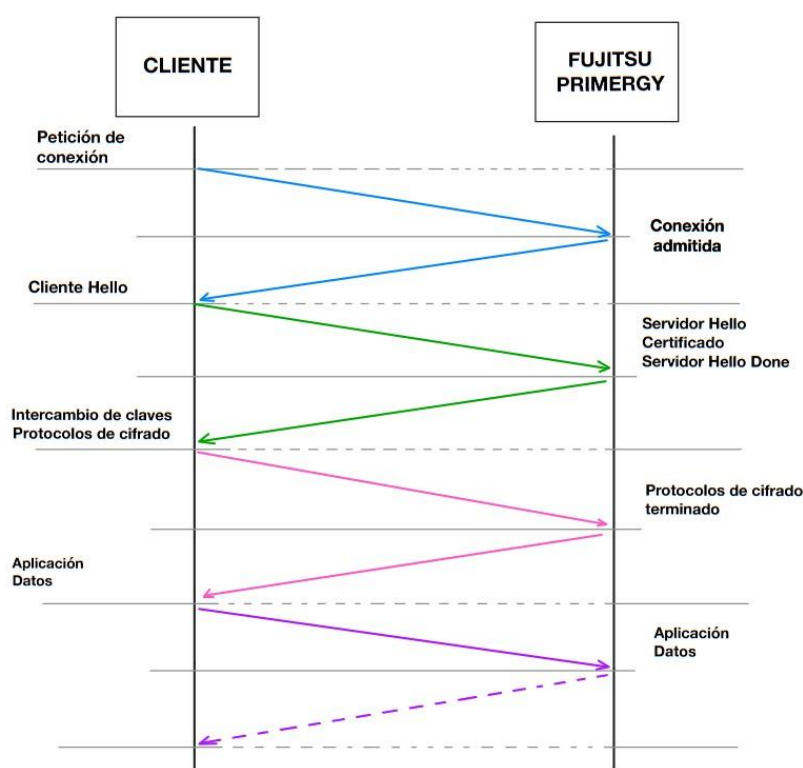 CLIENTE
FUJITSU
PRIMERGY
Petición de
conexión
Conexión
admitida
Cliente Hello
Servidor Hello
Certificado
Servidor Hello Done
Intercambio de claves
Protocolos de cifrado
Protocolos de cifrado
terminado
Aplicación
Datos
Aplicación
Datos